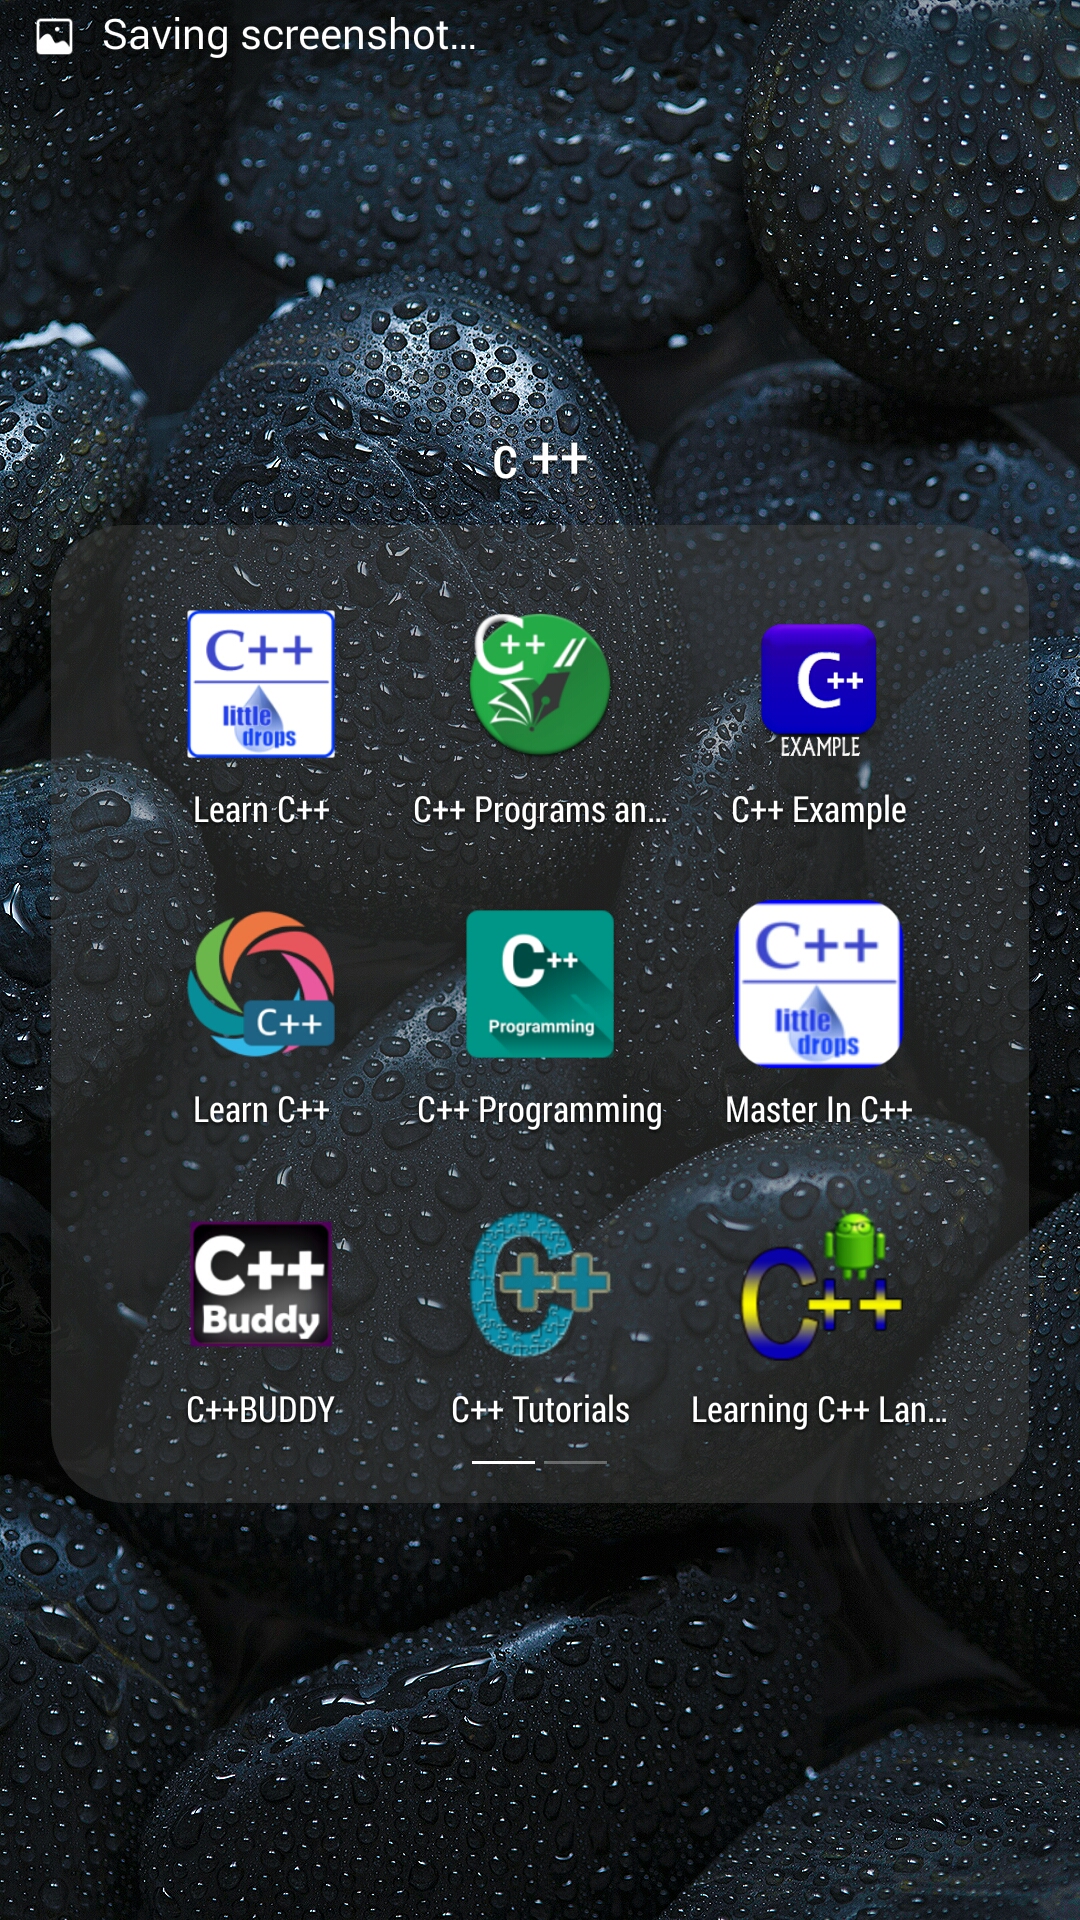 Saving screenshot...
c ++
C++
little
drops
C++
C++
EXAMPLE
Learn C++
C++ Programs an...
C++ Example
C++
C++
Programming
C++
little
drops
Learn C++
C++ Programming
Master In C++
C++
Buddy
C++
C++
C++BUDDY
C++ Tutorials
Learning C++ Lan...